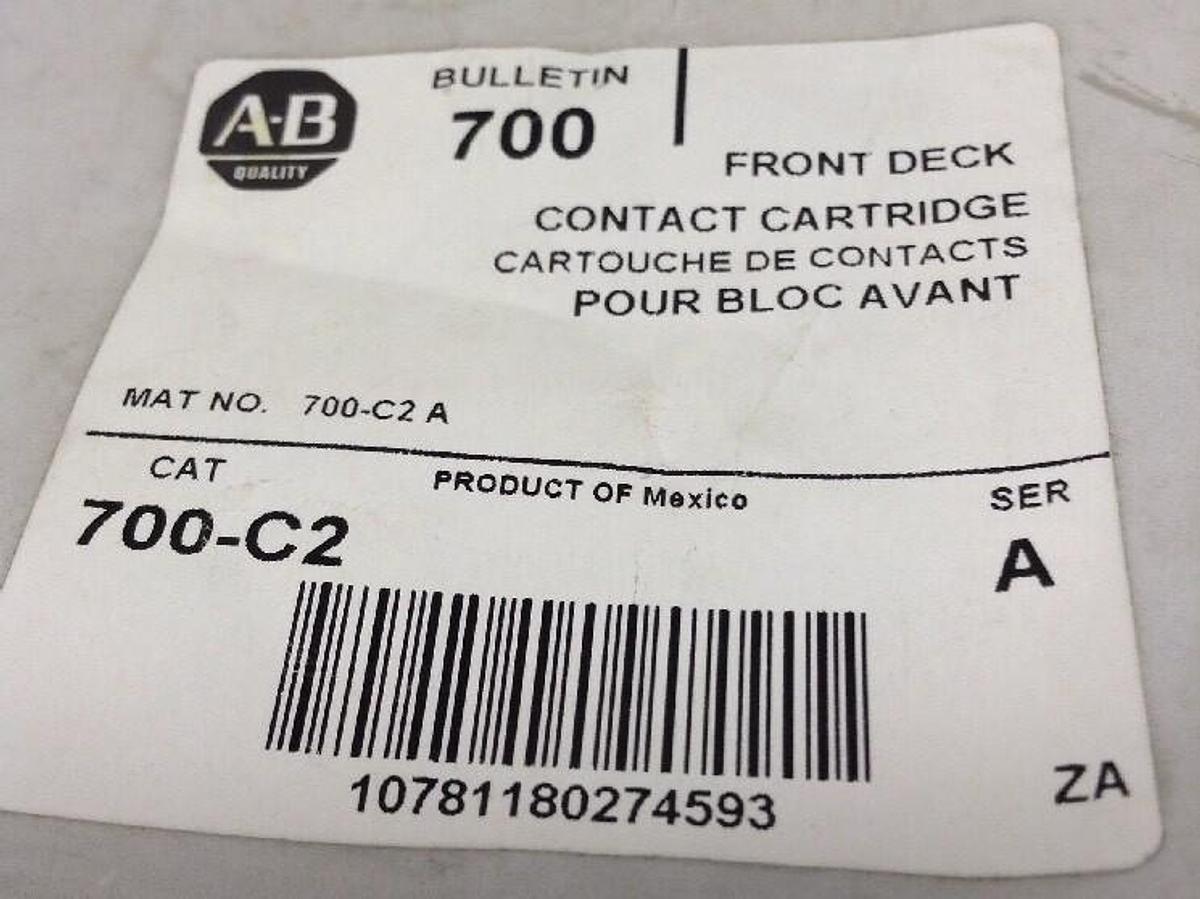 A-B
QUALITY
BULLETIN
700
FRONT DECK
CONTACT CARTRIDGE
CARTOUCHE DE CONTACTS
POUR BLOC AVANT
MAT NO. 700-C2 A
CAT
PRODUCT OF Mexico
SER
700-C2
A
10781180274593
ZA